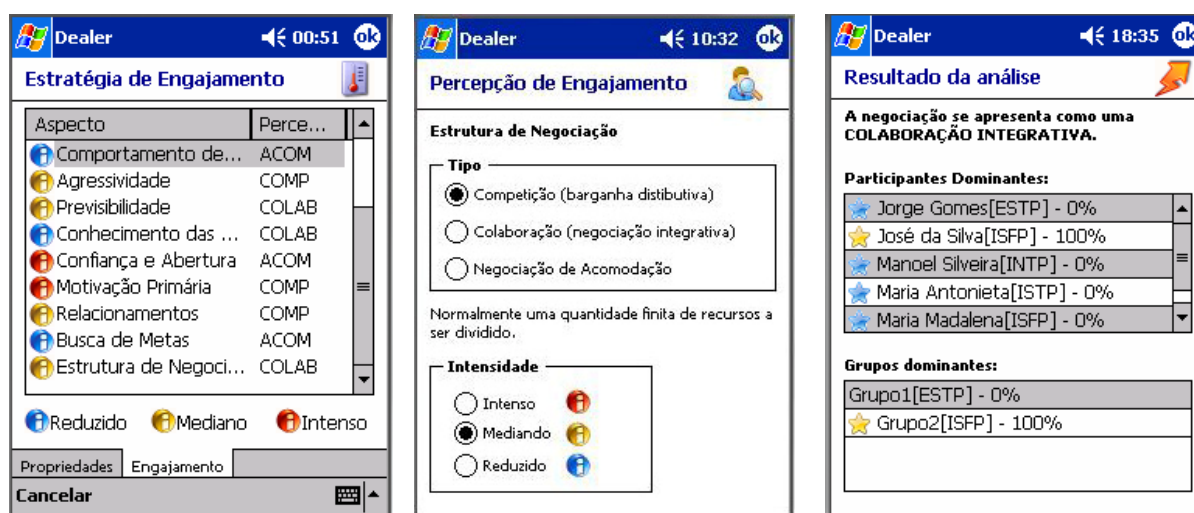 Dealer 00:51 ok
Estratégia de Engajamento
Aspecto Perce...
Comportamento de... ACOM
Agressividade COMP
Previsibilidade COLAB
Conhecimento das ... COLAB
Confiança e Abertura ACOM
Motivação Primária COMP
Relacionamentos COMP
Busca de Metas ACOM
Estrutura de Negoci... COLAB
Reduzido Mediano Intenso
Propriedades Engajamento
Cancelar
Dealer 10:32 ok
Percepção de Engajamento
Estrutura de Negociação
Tipo
Competição (barganha distibutiva)
Colaboração (negociação integrativa)
Negociação de Acomodação
Normalmente uma quantidade finita de recursos a
ser dividido.
Intensidade
Intenso
Mediando
Reduzido
Dealer 18:35 ok
Resultado da análise
A negociação se apresenta como uma
COLABORAÇÃO INTEGRATIVA.
Participantes Dominantes:
Jorge Gomes[ESTP] - 0%
José da Silva[ISFP] - 100%
Manoel Silveira[INTP] - 0%
Maria Antonieta[ISTP] - 0%
Maria Madalena[ISFP] - 0%
Grupos dominantes:
Grupo1[ESTP] - 0%
Grupo2[ISFP] - 100%